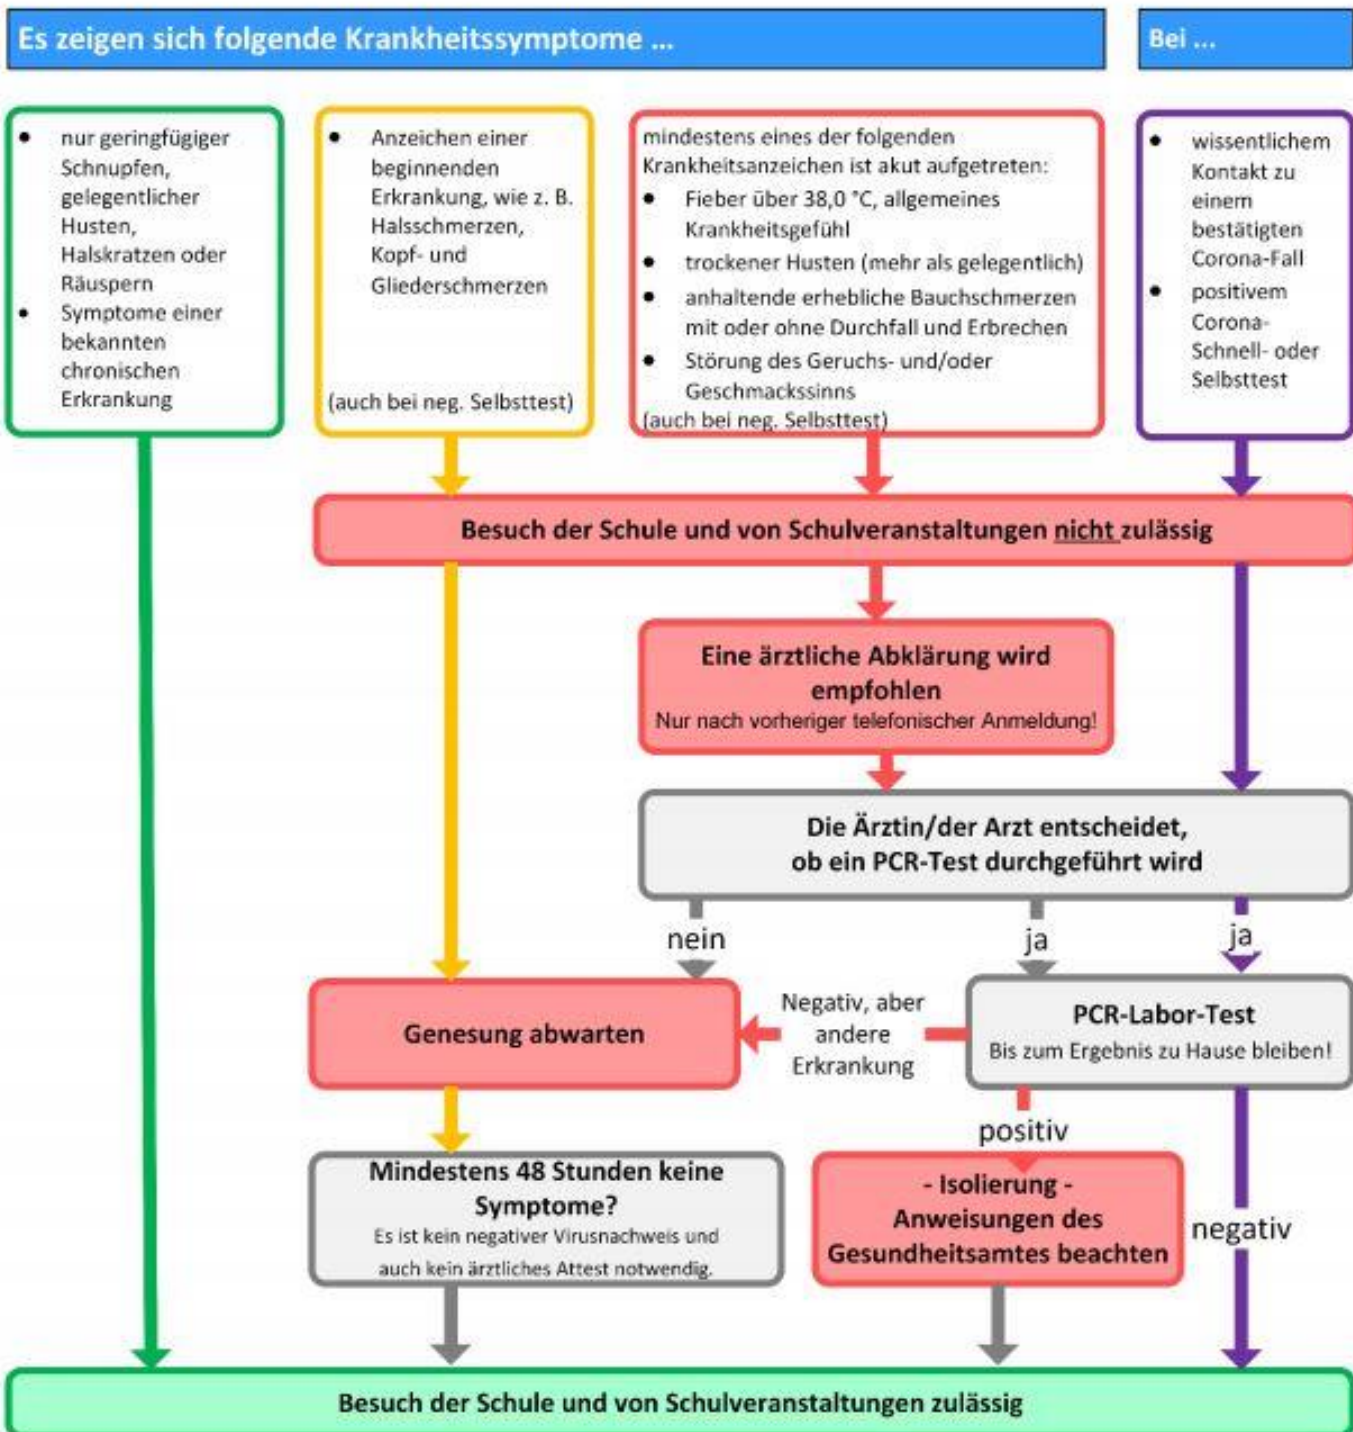 Es zeigen sich folgende Krankheitssymptome ...
Bei ...
• nur geringfügiger
Schnupfen,
gelegentlicher
Husten,
Halskratzen oder
Räuspern
• Symptome einer
bekannten
chronischen
Erkrankung
• Anzeichen einer
beginnenden
Erkrankung, wie z. B.
Halsschmerzen,
Kopf- und
Gliederschmerzen
(auch bei neg. Selbsttest)
mindestens eines der folgenden
Krankheitsanzeichen ist akut aufgetreten:
• Fieber über 38,0 °C, allgemeines
Krankheitsgefühl
• trockener Husten (mehr als gelegentlich)
• anhaltende erhebliche Bauchschmerzen
mit oder ohne Durchfall und Erbrechen
• Störung des Geruchs- und/oder
Geschmackssinns
(auch bei neg. Selbsttest)
• wissentlichem
Kontakt zu
einem
bestätigten
Corona-Fall
• positivem
Corona-
Schnell- oder
Selbsttest
Besuch der Schule und von Schulveranstaltungen nicht zulässig
Eine ärztliche Abklärung wird
empfohlen
Nur nach vorheriger telefonischer Anmeldung!
Die Ärztin/der Arzt entscheidet,
ob ein PCR-Test durchgeführt wird
nein
ja
ja
Genesung abwarten
Negativ, aber
andere
Erkrankung
PCR-Labor-Test
Bis zum Ergebnis zu Hause bleiben!
positiv
Mindestens 48 Stunden keine
Symptome?
Es ist kein negativer Virusnachweis und
auch kein ärztliches Attest notwendig.
- Isolierung -
Anweisungen des
Gesundheitsamtes beachten
negativ
Besuch der Schule und von Schulveranstaltungen zulässig